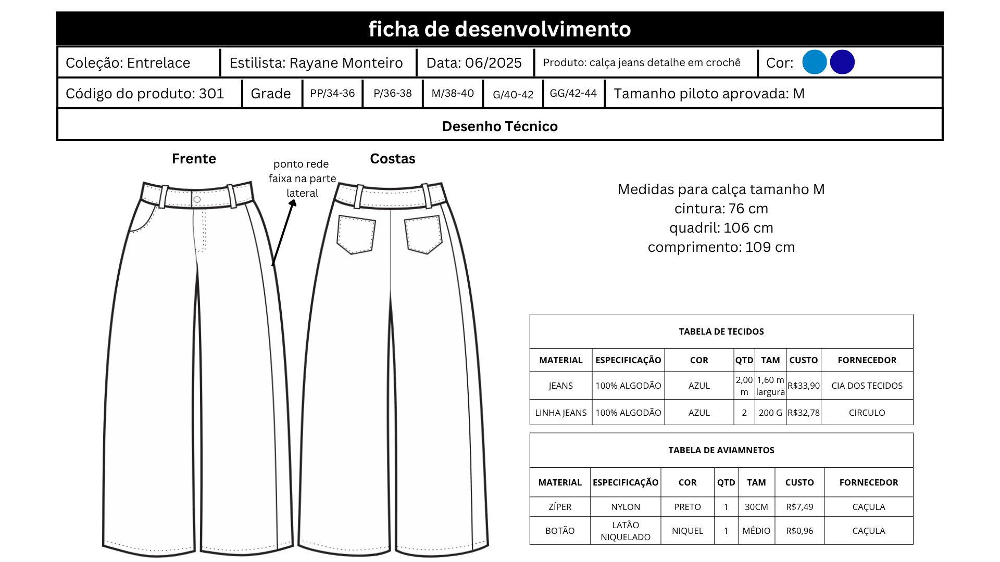 ficha de desenvolvimento
Coleção: Entrelace
Estilista: Rayane Monteiro
Data: 06/2025
Produto: calça jeans detalhe em crochê
Cor:
Código do produto: 301
Grade
PP/34-36
P/36-38
M/38-40
G/40-42
GG/42-44
Tamanho piloto aprovada: M
Desenho Técnico
Frente
ponto rede
faixa na parte
lateral
Costas
Medidas para calça tamanho M
cintura: 76 cm
quadril: 106 cm
comprimento: 109 cm
TABELA DE TECIDOS
MATERIAL ESPECIFICAÇÃO COR QTD TAM CUSTO FORNECEDOR
JEANS 100% ALGODÃO AZUL 2,00 m 1,60 m largura R$33,90 CIA DOS TECIDOS
LINHA JEANS 100% ALGODÃO AZUL 2 200 G R$32,78 CIRCULO
TABELA DE AVIAMNETOS
MATERIAL ESPECIFICAÇÃO COR QTD TAM CUSTO FORNECEDOR
ZÍPER NYLON PRETO 1 30CM R$7,49 CAÇULA
BOTÃO LATÃO NIQUELADO NIQUEL 1 MÉDIO R$0,96 CAÇULA